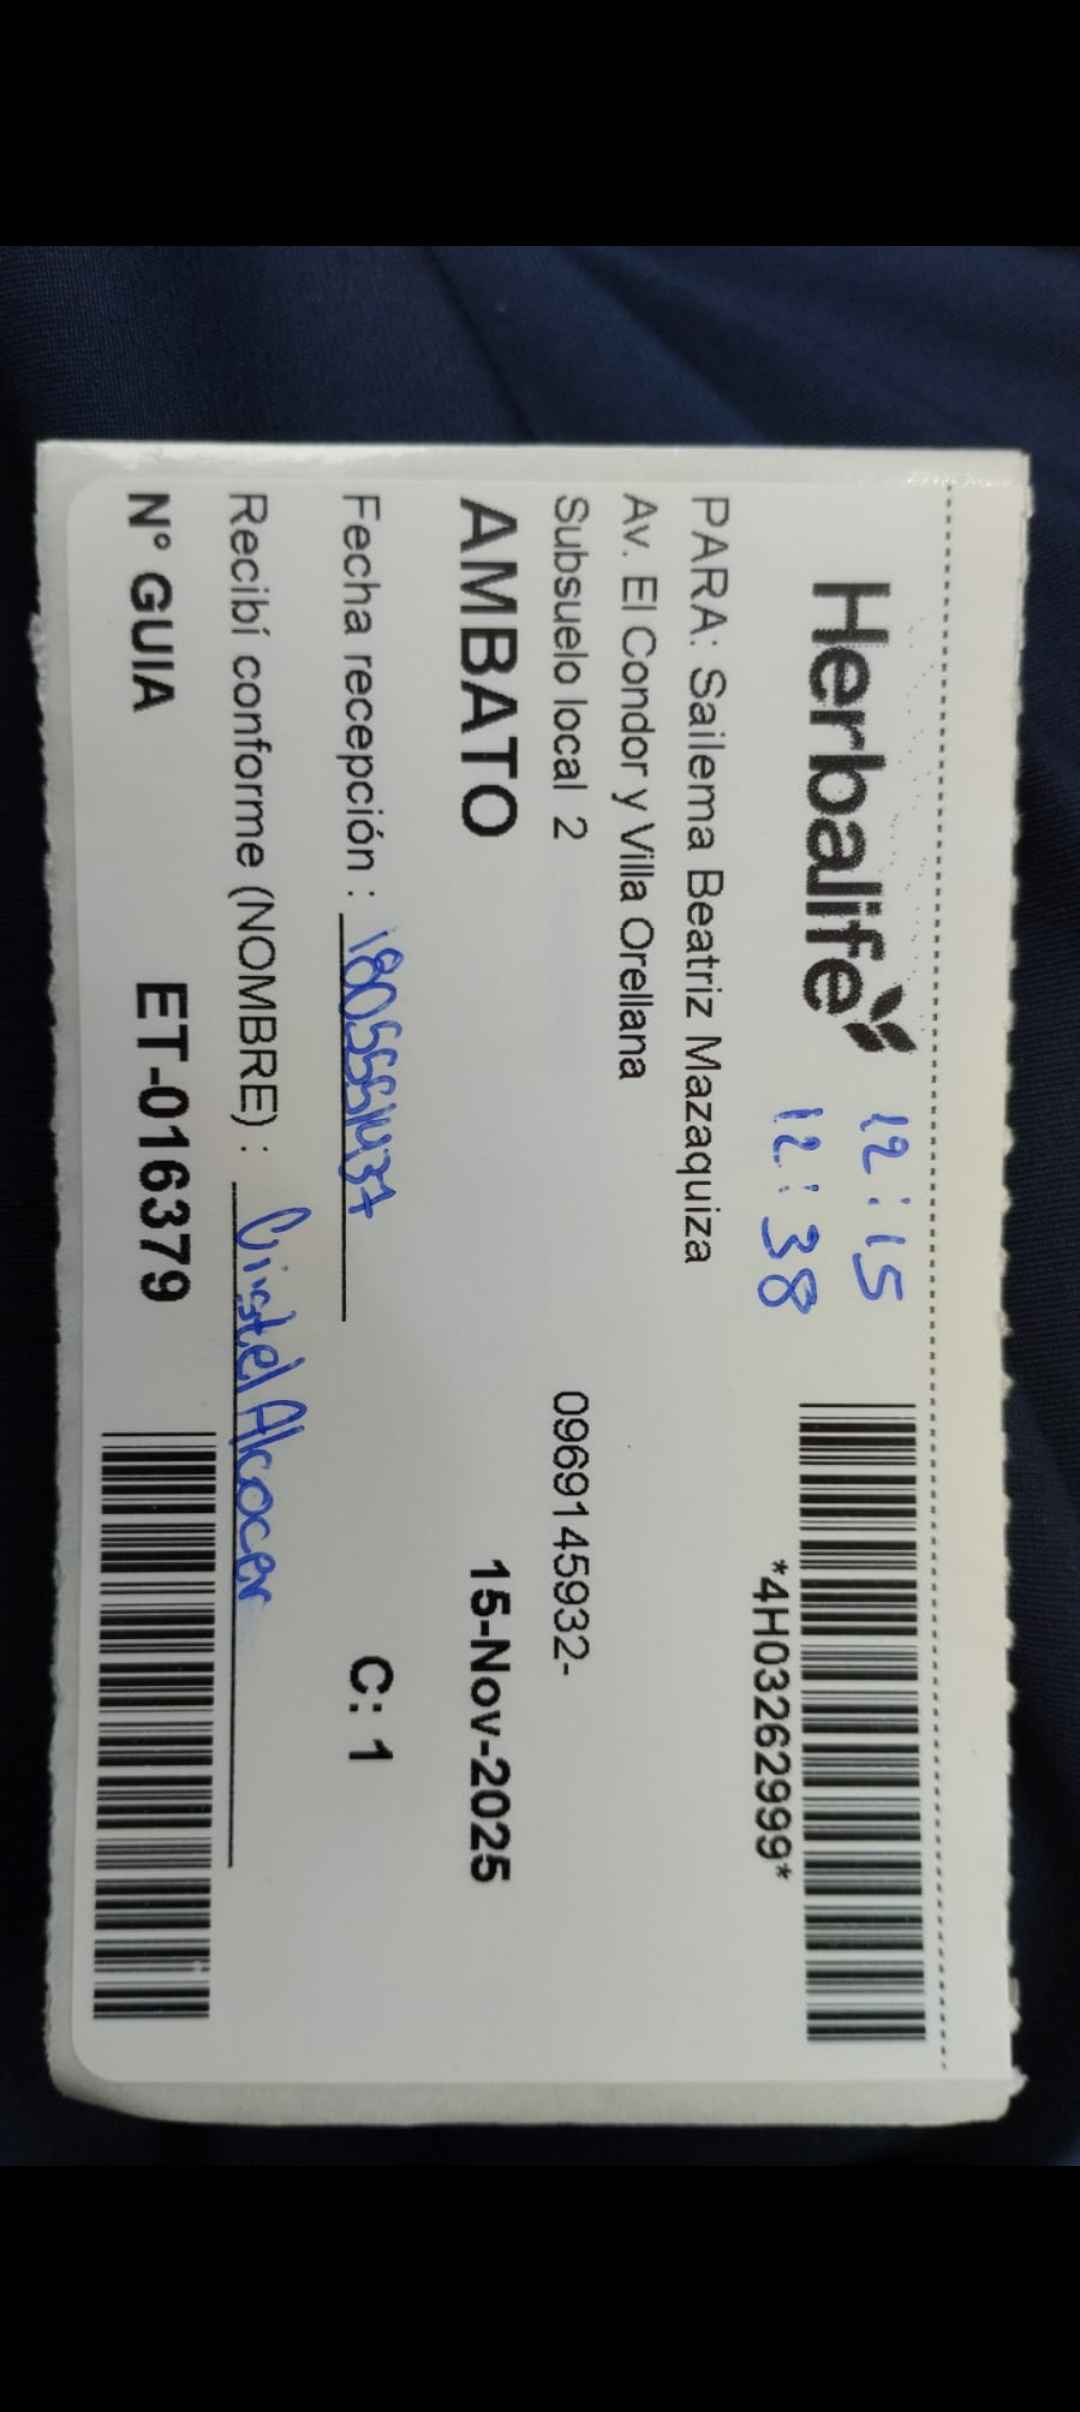 Herbalife
12:15
12:38
*4H03262999*
PARA: Sailema Beatriz Mazaquiza
Av. El Condor y Villa Orellana
Subsuelo local 2 0969145932-
AMBATO 15-Nov-2025
Fecha recepción :
C: 1
Recibí conforme (NOMBRE) : Cristel Alcocer
N° GUIA ET-016379